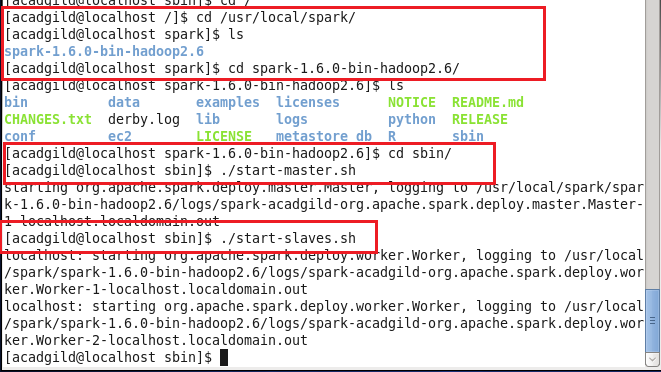 [acadgild@localhost sbin]$ cd /
[acadgild@localhost /]$ cd /usr/local/spark/
[acadgild@localhost spark]$ ls
spark-1.6.0-bin-hadoop2.6
[acadgild@localhost spark]$ cd spark-1.6.0-bin-hadoop2.6/
[acadgild@localhost spark-1.6.0-bin-hadoop2.6]$ ls
bin data examples licenses NOTICE README.md
CHANGES.txt derby.log lib logs python RELEASE
conf ec2 LICENSE metastore_db R sbin
[acadgild@localhost spark-1.6.0-bin-hadoop2.6]$ cd sbin/
[acadgild@localhost sbin]$ ./start-master.sh
starting org.apache.spark.deploy.master.Master, logging to /usr/local/spark/spar
k-1.6.0-bin-hadoop2.6/logs/spark-acadgild-org.apache.spark.deploy.master.Master-
1-localhost.localdomain.out
[acadgild@localhost sbin]$ ./start-slaves.sh
localhost: starting org.apache.spark.deploy.worker.Worker, logging to /usr/local
/spark/spark-1.6.0-bin-hadoop2.6/logs/spark-acadgild-org.apache.spark.deploy.wor
ker.Worker-1-localhost.localdomain.out
localhost: starting org.apache.spark.deploy.worker.Worker, logging to /usr/local
/spark/spark-1.6.0-bin-hadoop2.6/logs/spark-acadgild-org.apache.spark.deploy.wor
ker.Worker-2-localhost.localdomain.out
[acadgild@localhost sbin]$